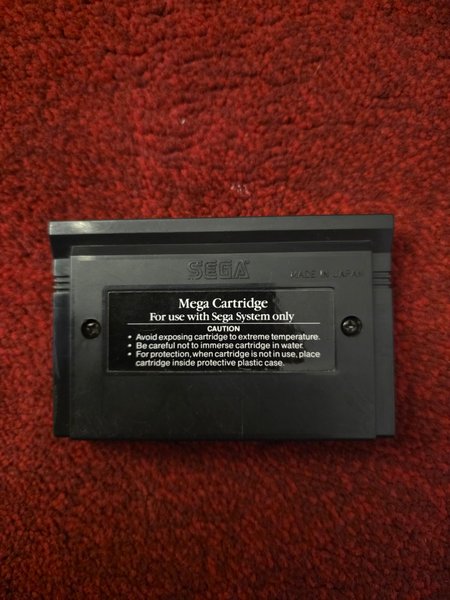 SEGA MADE IN JAPAN
Mega Cartridge
For use with Sega System only
CAUTION
• Avoid exposing cartridge to extreme temperature.
• Be careful not to immerse cartridge in water.
• For protection, when cartridge is not in use, place
cartridge inside protective plastic case.